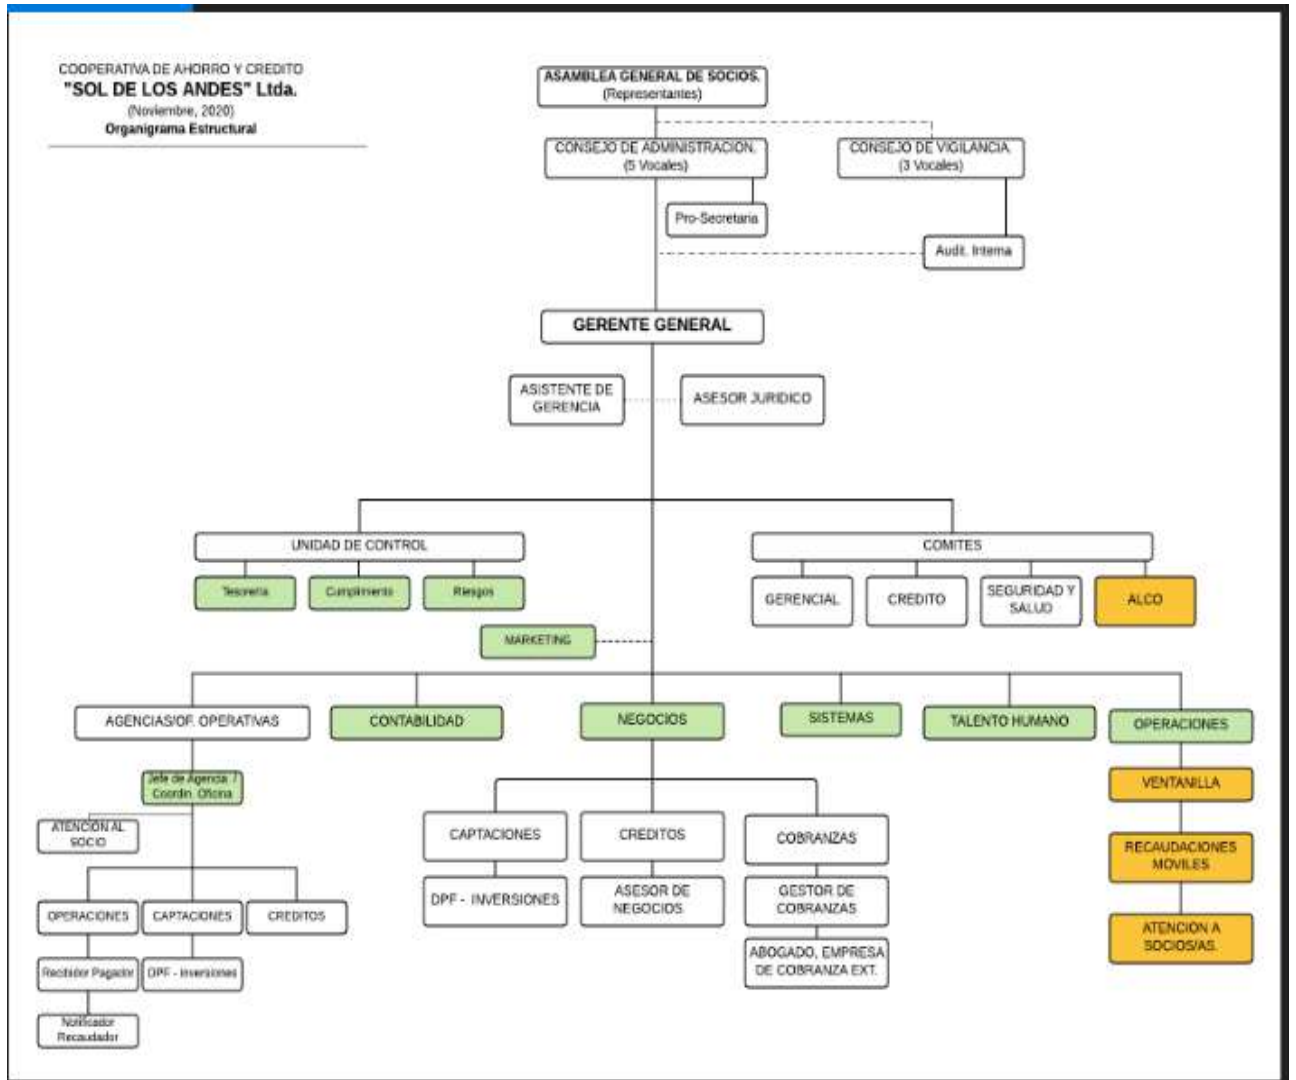 COOPERATIVA DE AHORRO Y CREDITO
"SOL DE LOS ANDES" Ltda.
(Noviembre, 2020)
Organigrama Estructural
ASAMBLEA GENERAL DE SOCIOS.
(Representantes)
CONSEJO DE ADMINISTRACION.
(5 Vocales)
CONSEJO DE VIGILANCIA.
(3 Vocales)
Pro-Secretaria
Audit. Interna
GERENTE GENERAL
ASISTENTE DE
GERENCIA
ASESOR JURIDICO
UNIDAD DE CONTROL
COMITES
Tesorería
Cumplimiento
Riesgos
GERENCIAL
CREDITO
SEGURIDAD Y
SALUD
ALCO
MARKETING
AGENCIAS/OF. OPERATIVAS
CONTABILIDAD
NEGOCIOS
SISTEMAS
TALENTO HUMANO
OPERACIONES
Jefe de Agencia /
Coordin. Oficina
VENTANILLA
ATENCION AL
SOCIO
CAPTACIONES
CREDITOS
COBRANZAS
RECAUDACIONES
MOVILES
DPF - INVERSIONES
ASESOR DE
NEGOCIOS
GESTOR DE
COBRANZAS
OPERACIONES
CAPTACIONES
CREDITOS
ATENCION A
SOCIOS/AS.
ABOGADO, EMPRESA
DE COBRANZA EXT.
Recibidor Pagador
DPF - Inversiones
Notificador
Recaudador